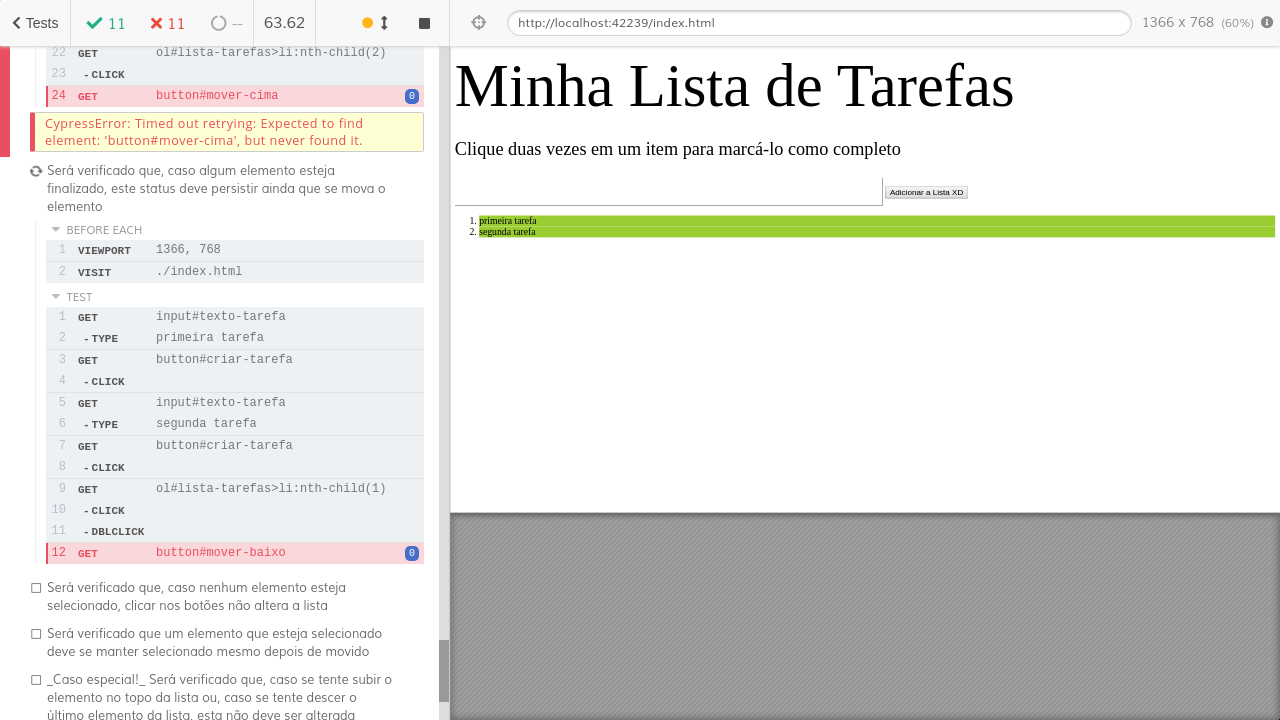 Tests
11
11
--
63.62
http://localhost:42239/index.html
1366 x 768 (60%)
22 GET ol#lista-tarefas>li:nth-child(2)
23 - CLICK
24 GET button#mover-cima 0
CypressError: Timed out retrying: Expected to find
element: 'button#mover-cima', but never found it.
Será verificado que, caso algum elemento esteja
finalizado, este status deve persistir ainda que se mova o
elemento
BEFORE EACH
1 VIEWPORT 1366, 768
2 VISIT ./index.html
TEST
1 GET input#texto-tarefa
2 - TYPE primeira tarefa
3 GET button#criar-tarefa
4 - CLICK
5 GET input#texto-tarefa
6 - TYPE segunda tarefa
7 GET button#criar-tarefa
8 - CLICK
9 GET ol#lista-tarefas>li:nth-child(1)
10 - CLICK
11 - DBLCLICK
12 GET button#mover-baixo 0
Será verificado que, caso nenhum elemento esteja
selecionado, clicar nos botões não altera a lista
Será verificado que um elemento que esteja selecionado
deve se manter selecionado mesmo depois de movido
_Caso especial!_ Será verificado que, caso se tente subir o
elemento no topo da lista ou, caso se tente descer o
último elemento da lista, esta não deve ser alterada
Minha Lista de Tarefas
Clique duas vezes em um item para marcá-lo como completo
Adicionar a Lista XD
1. primeira tarefa
2. segunda tarefa